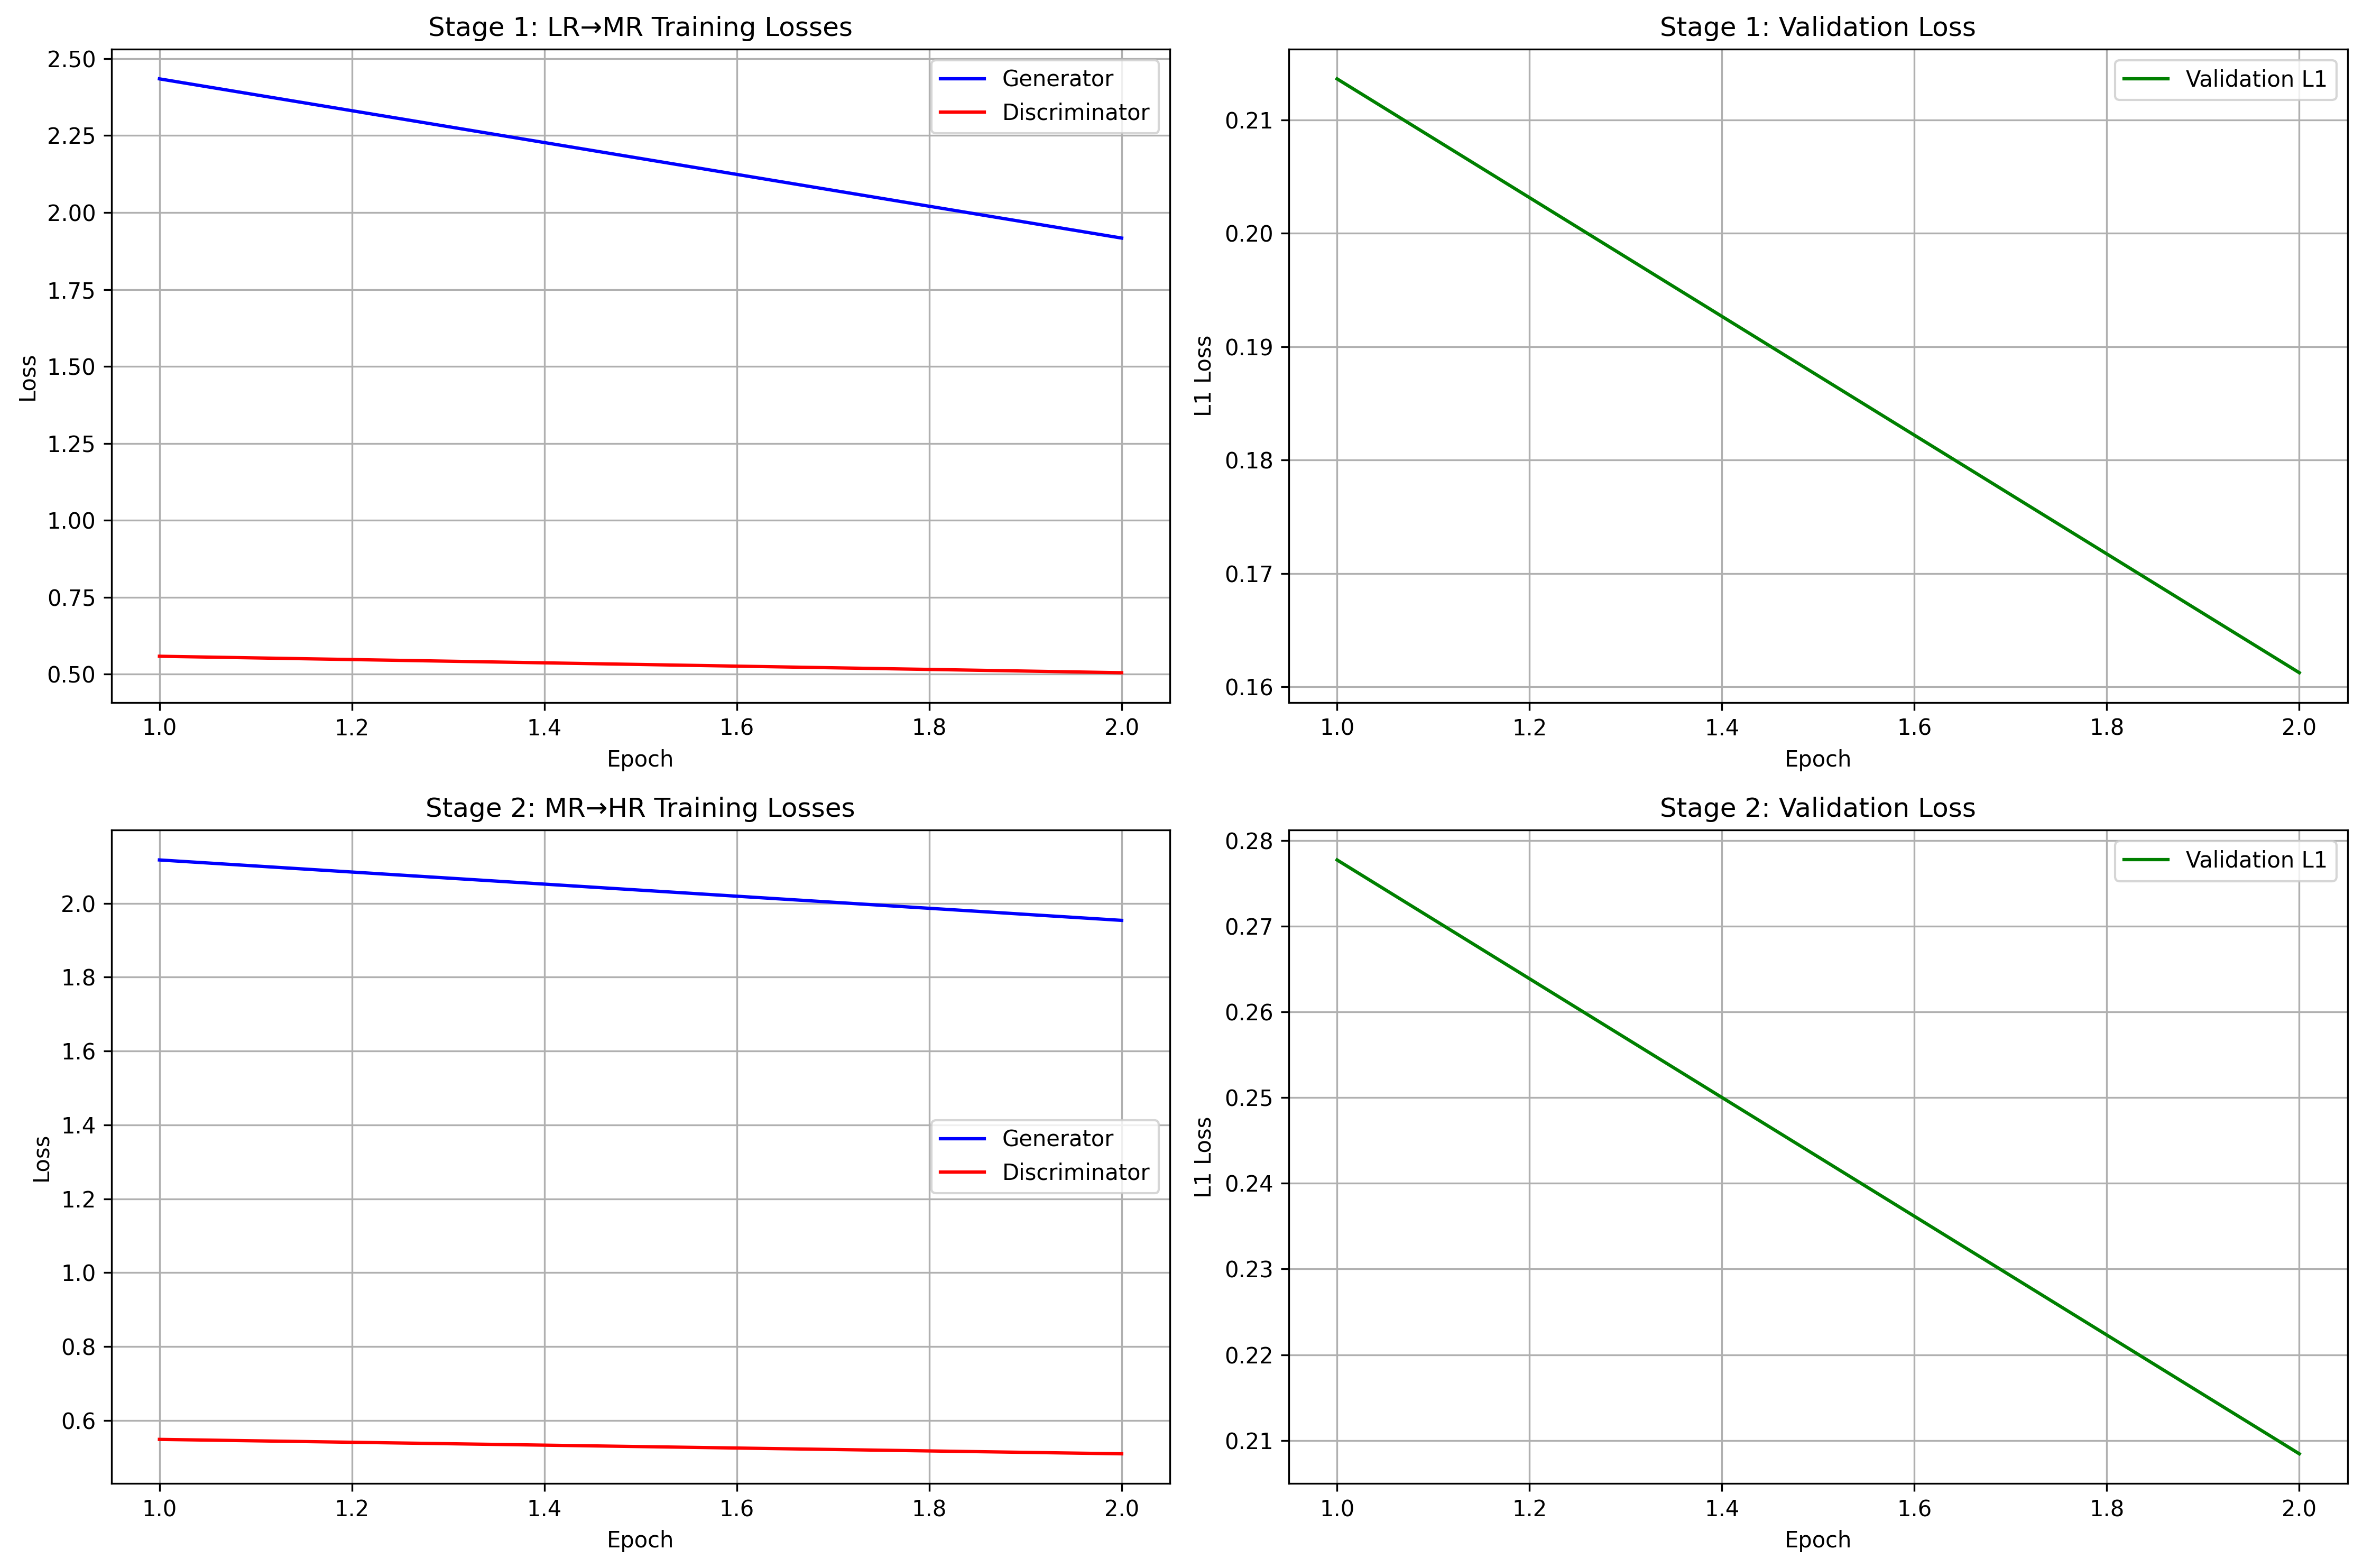 Stage 1: LR→MR Training Losses
2.50
2.25
2.00
1.75
1.50
1.25
1.00
0.75
0.50
Loss
Generator
Discriminator
1.0 1.2 1.4 1.6 1.8 2.0
Epoch
Stage 1: Validation Loss
0.21
0.20
0.19
0.18
0.17
0.16
L1 Loss
Validation L1
1.0 1.2 1.4 1.6 1.8 2.0
Epoch
Stage 2: MR→HR Training Losses
2.0
1.8
1.6
1.4
1.2
1.0
0.8
0.6
Loss
Generator
Discriminator
1.0 1.2 1.4 1.6 1.8 2.0
Epoch
Stage 2: Validation Loss
0.28
0.27
0.26
0.25
0.24
0.23
0.22
0.21
L1 Loss
Validation L1
1.0 1.2 1.4 1.6 1.8 2.0
Epoch